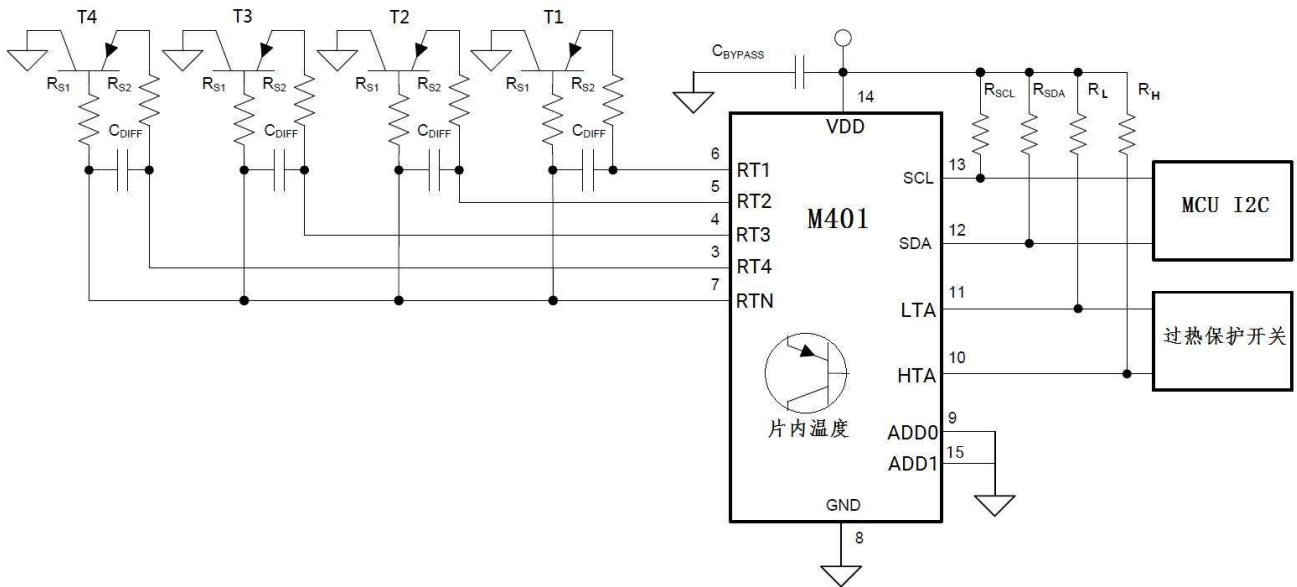 T4
T3
T2
T1
CBYPASS
RS1
RS2
RS1
RS2
RS1
RS2
RS1
RS2
RSCL
RSDA
RL
RH
14
VDD
CDIFF
CDIFF
CDIFF
CDIFF
6
RT1
5
RT2
4
RT3
3
RT4
7
RTN
M401
片内温度
13
SCL
12
SDA
11
LTA
10
HTA
9
ADD0
15
ADD1
GND
8
MCU I2C
过热保护开关